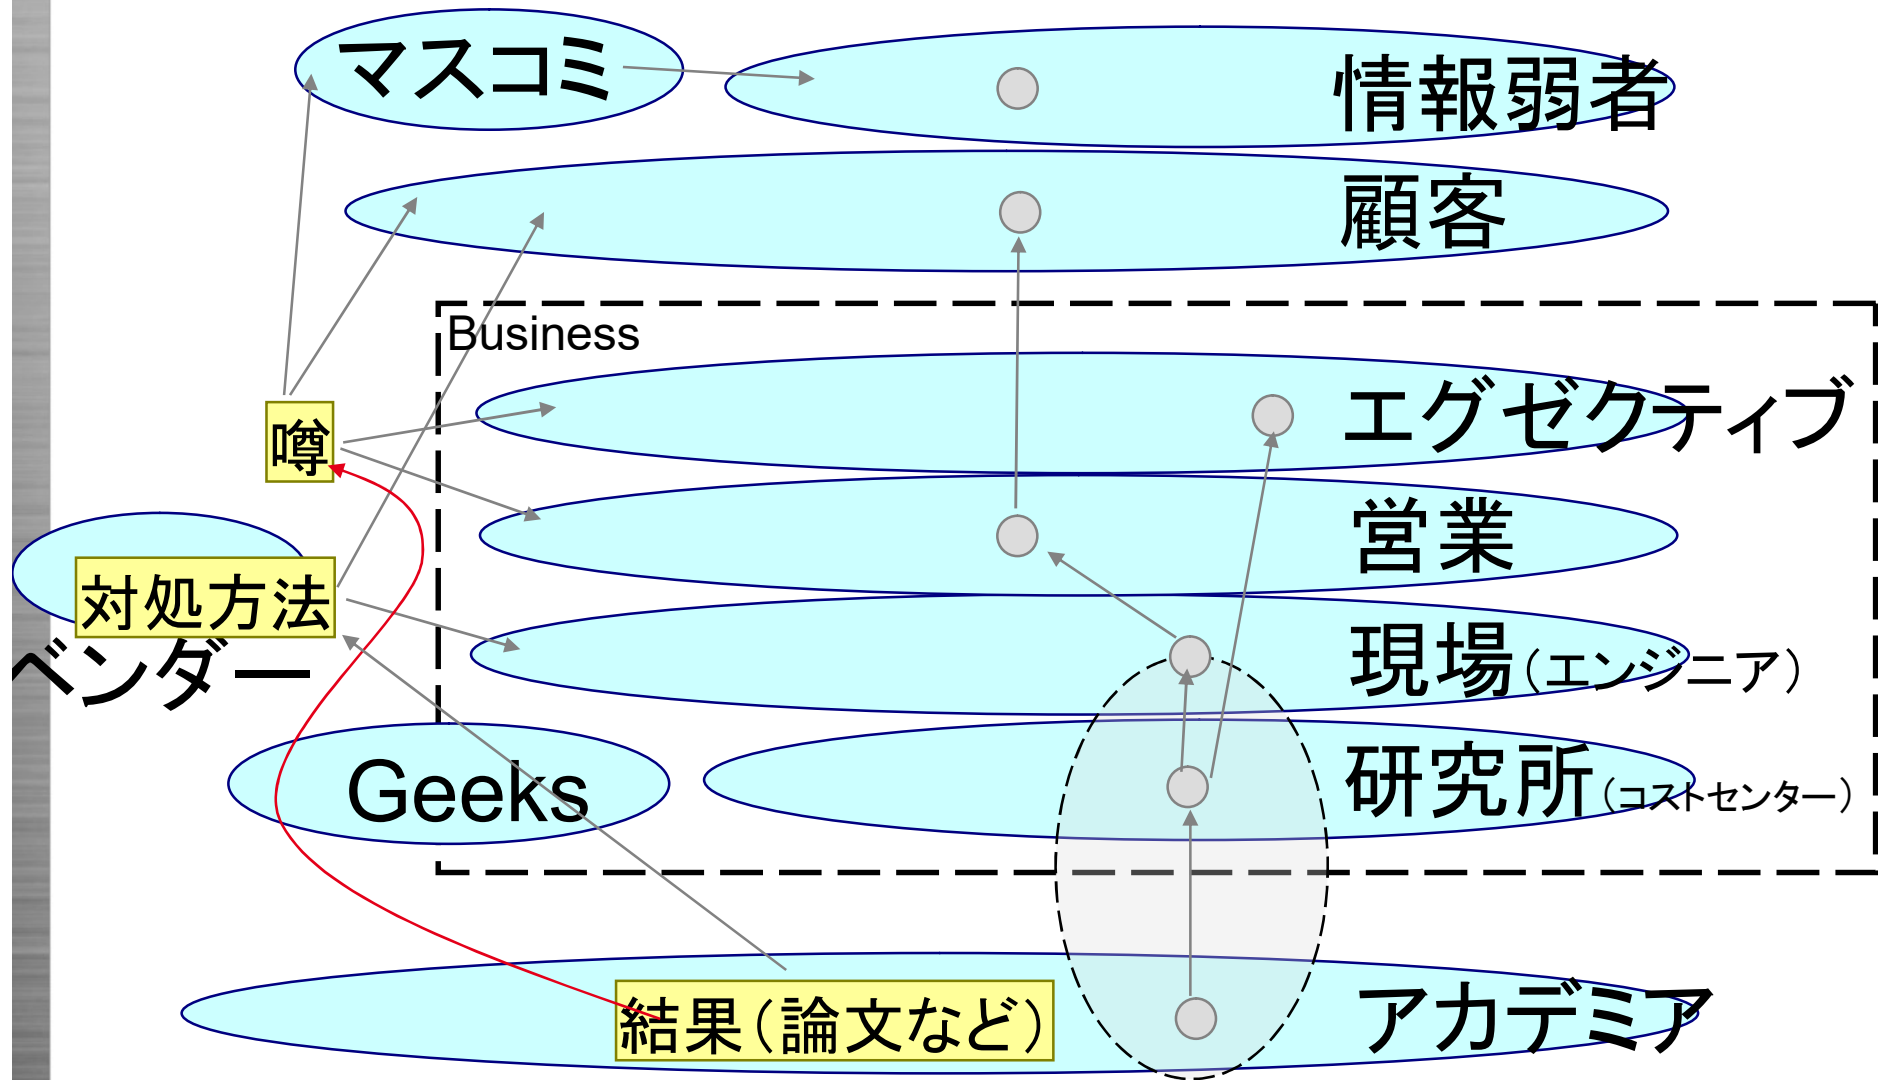 マスコミ
情報弱者
顧客
Business
エグゼクティブ
噂
営業
対処方法
ベンダー
現場（エンジニア）
Geeks
研究所（コストセンター）
結果（論文など）
アカデミア